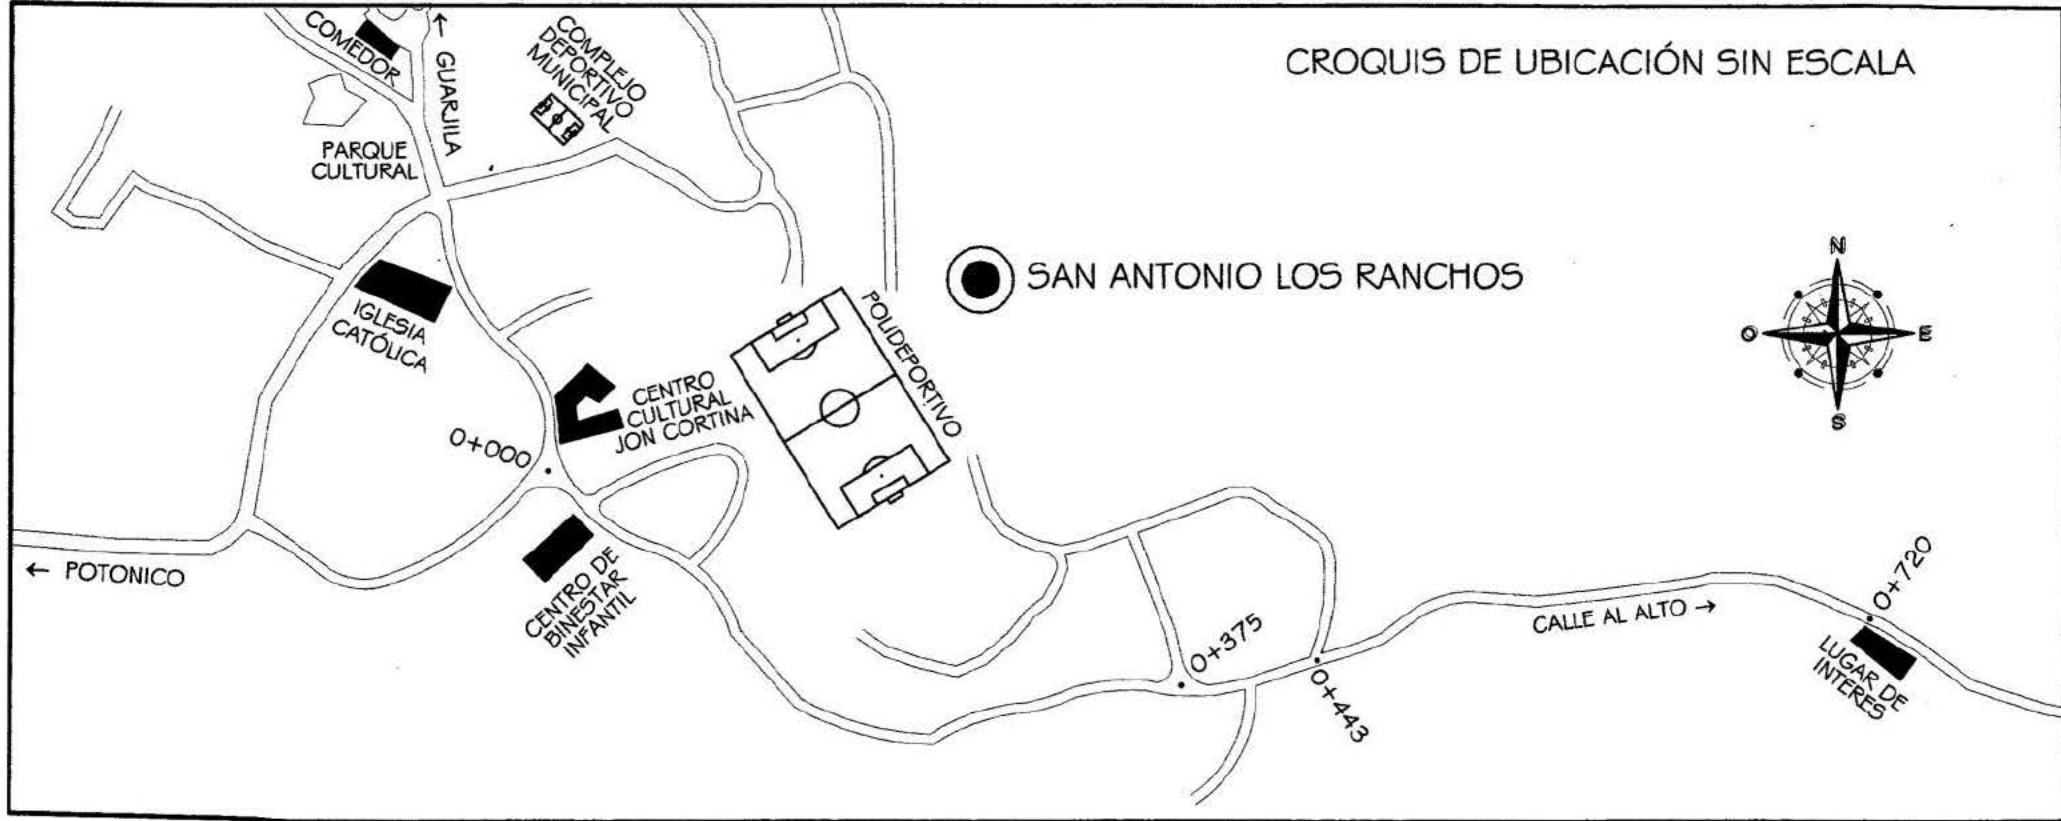 CROQUIS DE UBICACIÓN SIN ESCALA
COMEDOR
← GUARJILA
COMPLEJO
DEPORTIVO
MUNICIPAL
PARQUE
CULTURAL
IGLESIA
CATÓLICA
SAN ANTONIO LOS RANCHOS
N
O
E
S
POLIDEPORTIVO
CENTRO
CULTURAL
JON CORTINA
0+000
← POTONICO
CENTRO DE
BINESTAR
INFANTIL
0+375
0+443
CALLE AL ALTO →
0+720
LUGAR DE
INTERES